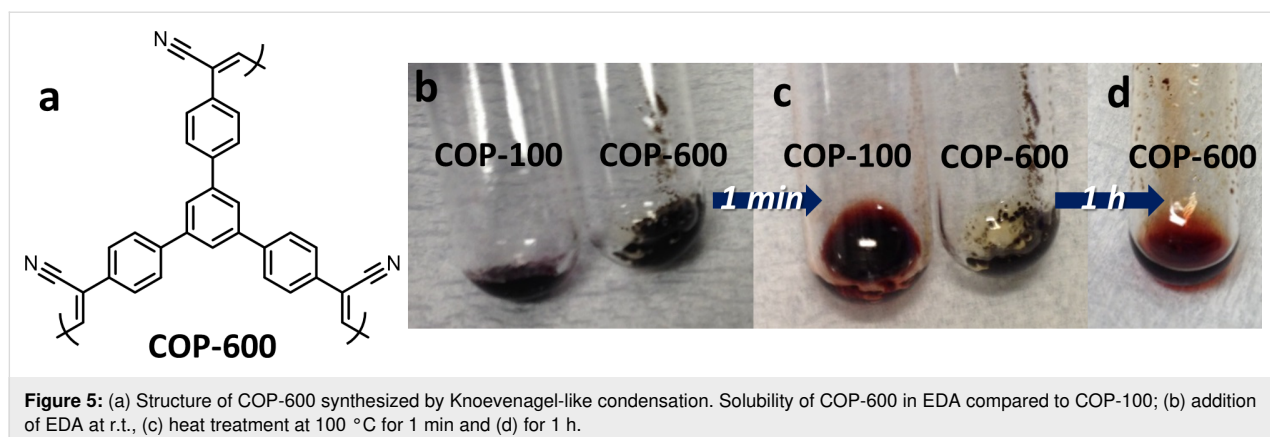 a
N
N
N
COP-600
b
COP-100 COP-600
1 min
c
COP-100 COP-600
1 h
d
COP-600
Figure 5: (a) Structure of COP-600 synthesized by Knoevenagel-like condensation. Solubility of COP-600 in EDA compared to COP-100; (b) addition
of EDA at r.t., (c) heat treatment at 100 °C for 1 min and (d) for 1 h.